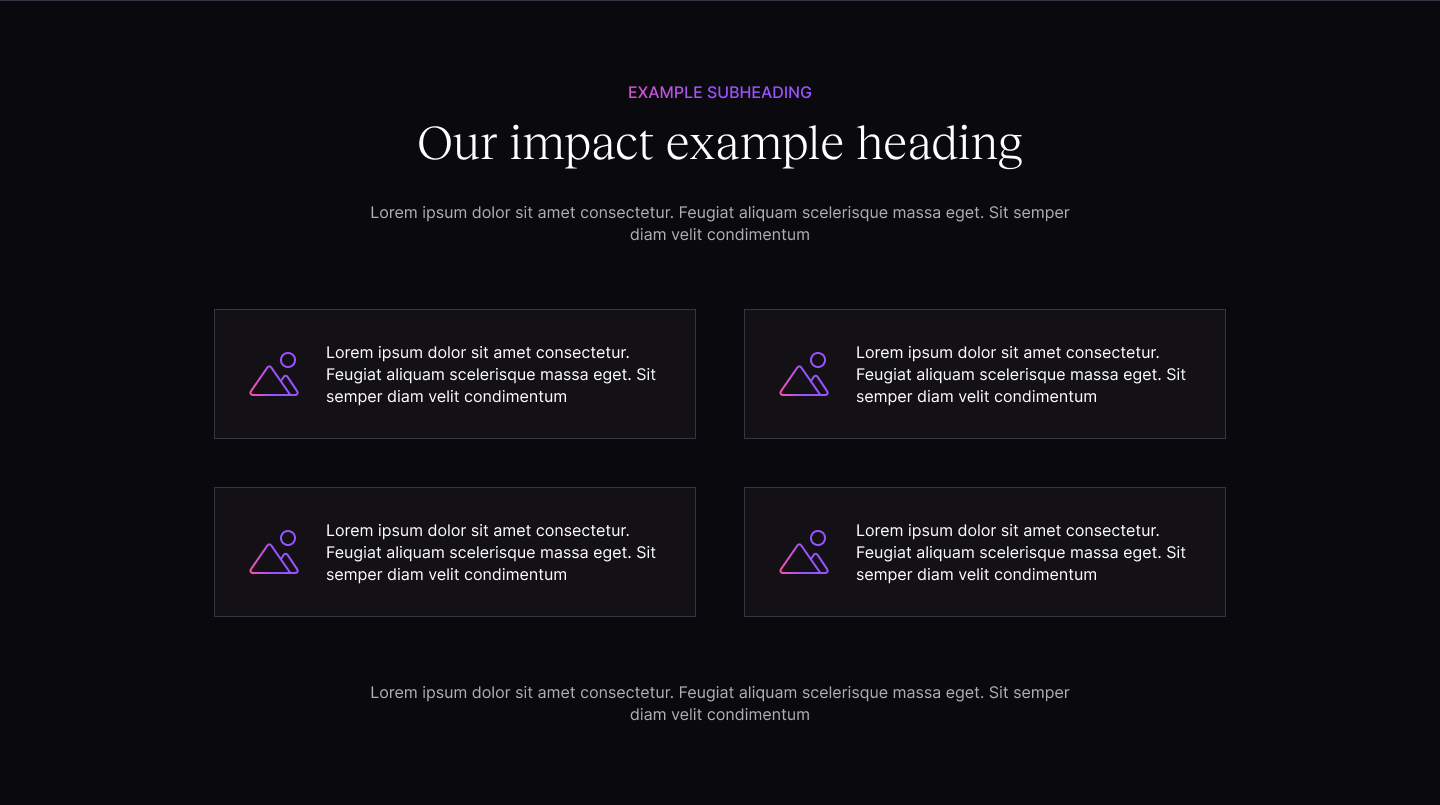 EXAMPLE SUBHEADING
Our impact example heading
Lorem ipsum dolor sit amet consectetur. Feugiat aliquam scelerisque massa eget. Sit semper
diam velit condimentum
Lorem ipsum dolor sit amet consectetur.
Feugiat aliquam scelerisque massa eget. Sit
semper diam velit condimentum
Lorem ipsum dolor sit amet consectetur.
Feugiat aliquam scelerisque massa eget. Sit
semper diam velit condimentum
Lorem ipsum dolor sit amet consectetur.
Feugiat aliquam scelerisque massa eget. Sit
semper diam velit condimentum
Lorem ipsum dolor sit amet consectetur.
Feugiat aliquam scelerisque massa eget. Sit
semper diam velit condimentum
Lorem ipsum dolor sit amet consectetur. Feugiat aliquam scelerisque massa eget. Sit semper
diam velit condimentum